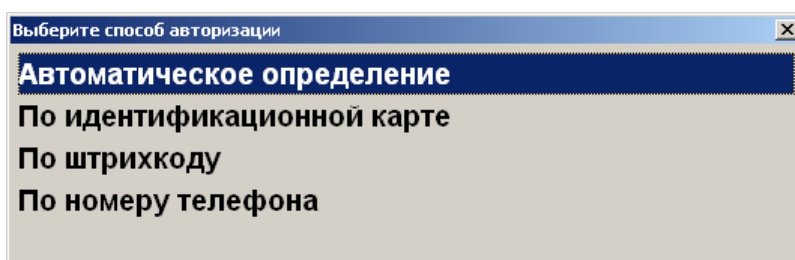 Выберите способ авторизации
Автоматическое определение
По идентификационной карте
По штрихкоду
По номеру телефона